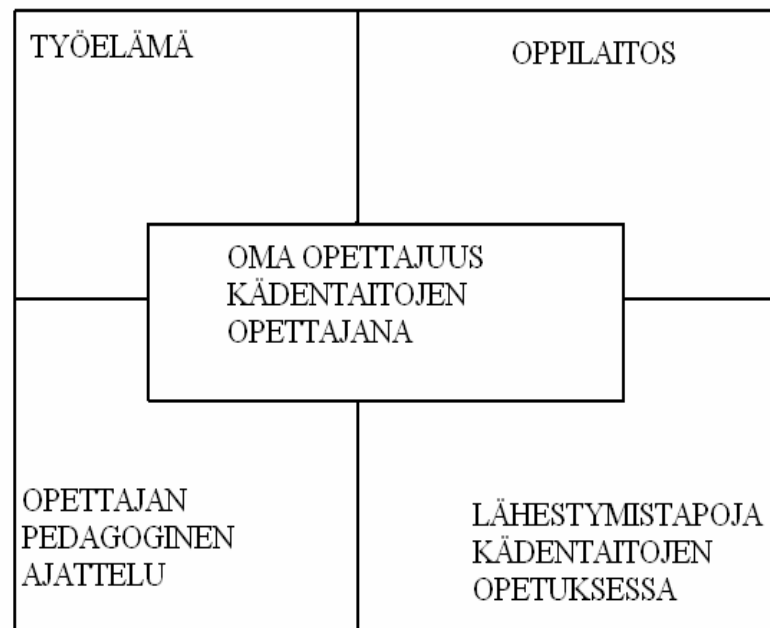 TYÖELÄMÄ
OPPILAITOS
OMA OPETTAJUUS
KÄDENTAITOJEN
OPETTAJANA
OPETTAJAN
PEDAGOGINEN
AJATTELU
LÄHESTYMISTAPOJA
KÄDENTAITOJEN
OPETUKSESSA